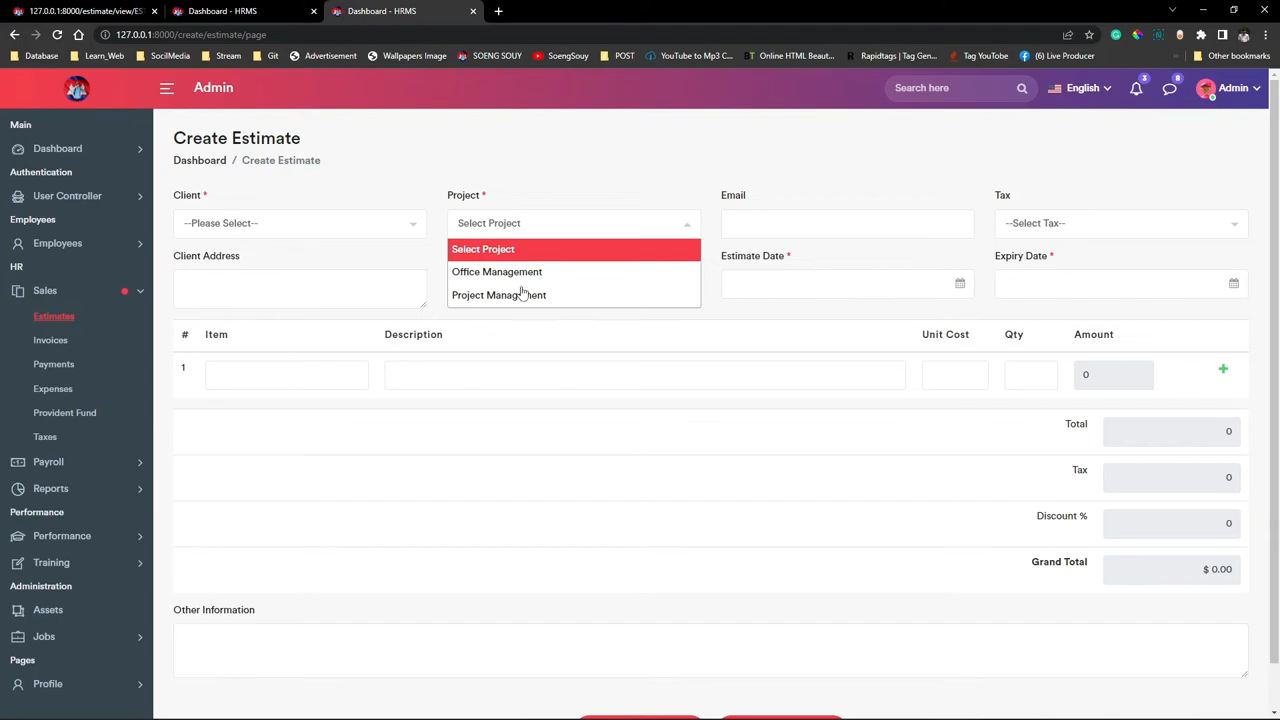 127.0.0.1:8000/estimate/view/ES
Dashboard - HRMS
Dashboard - HRMS
127.0.0.1:8000/create/estimate/page
Database
Learn_Web
SocilMedia
Stream
Git
Advertisement
Wallpapers Image
SOENG SOUY
SoengSouy
POST
YouTube to Mp3 C...
Online HTML Beaut...
Rapidtags | Tag Gen...
Tag YouTube
(6) Live Producer
Other bookmarks
Admin
Search here
English
3
8
Admin
Main
Dashboard
Authentication
User Controller
Employees
Employees
HR
Sales
Estimates
Invoices
Payments
Expenses
Provident Fund
Taxes
Payroll
Reports
Performance
Performance
Training
Administration
Assets
Jobs
Pages
Profile
Create Estimate
Dashboard / Create Estimate
Client *
Project *
Email
Tax
--Please Select--
Select Project
--Select Tax--
Select Project
Office Management
Project Management
Client Address
Estimate Date *
Expiry Date *
# Item Description Unit Cost Qty Amount
1
0
+
Total 0
Tax 0
Discount % 0
Grand Total $ 0.00
Other Information